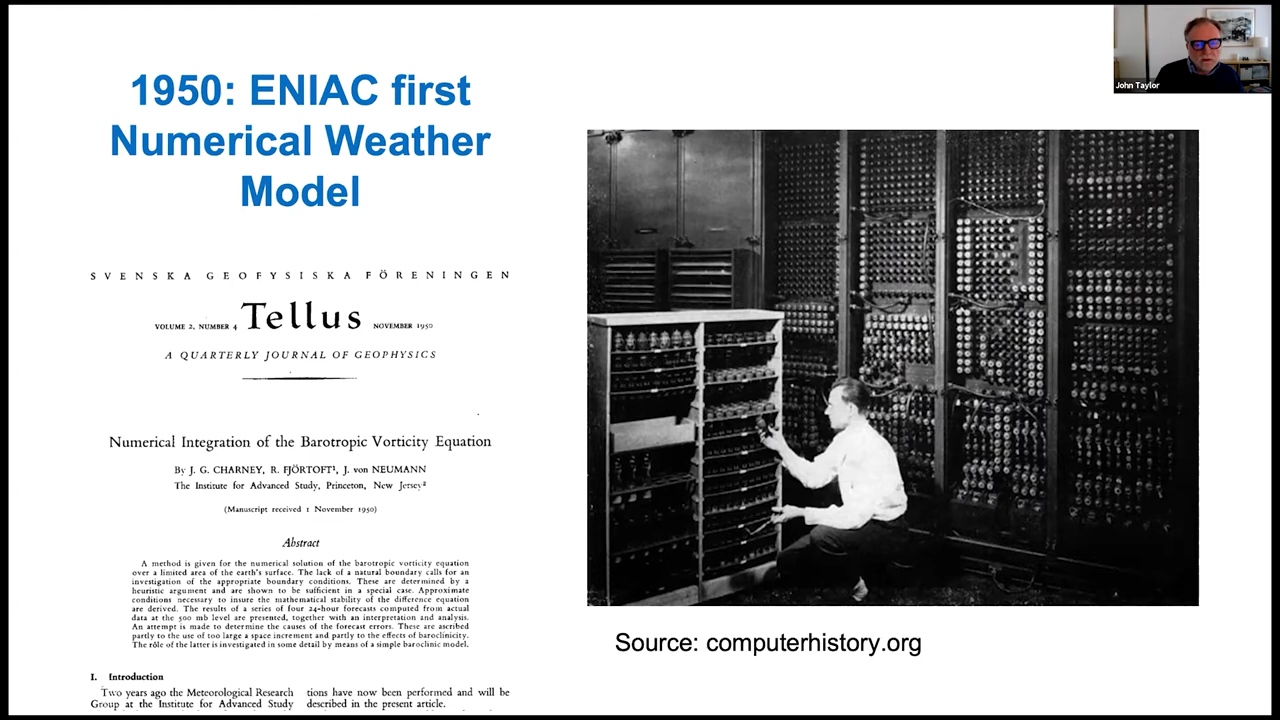 1950: ENIAC first
Numerical Weather
Model
SVENSKA GEOFYSISKA FÖRENINGEN
VOLUME 2, NUMBER 4 Tellus NOVEMBER 1950
A QUARTERLY JOURNAL OF GEOPHYSICS
Numerical Integration of the Barotropic Vorticity Equation
By J. G. CHARNEY, R. FJÖRTOFT¹, J. von NEUMANN
The Institute for Advanced Study, Princeton, New Jersey²
(Manuscript received 1 November 1950)
Abstract
A method is given for the numerical solution of the barotropic vorticity equation
over a limited area of the earth's surface. The lack of a natural boundary calls for an
investigation of the appropriate boundary conditions. These are determined by a
heuristic argument and are shown to be sufficient in a special case. Approximate
conditions necessary to insure the mathematical stability of the difference equation
are derived. The results of a series of four 24-hour forecasts computed from actual
data at the 500 mb level are presented, together with an interpretation and analysis.
An attempt is made to determine the causes of the forecast errors. These are ascribed
partly to the use of too large a space increment and partly to the effects of baroclinicity.
The rôle of the latter is investigated in some detail by means of a simple baroclinic model.
I. Introduction
Two years ago the Meteorological Research
Group at the Institute for Advanced Study
tions have now been performed and will be
described in the present article.
John Taylor
Source: computerhistory.org